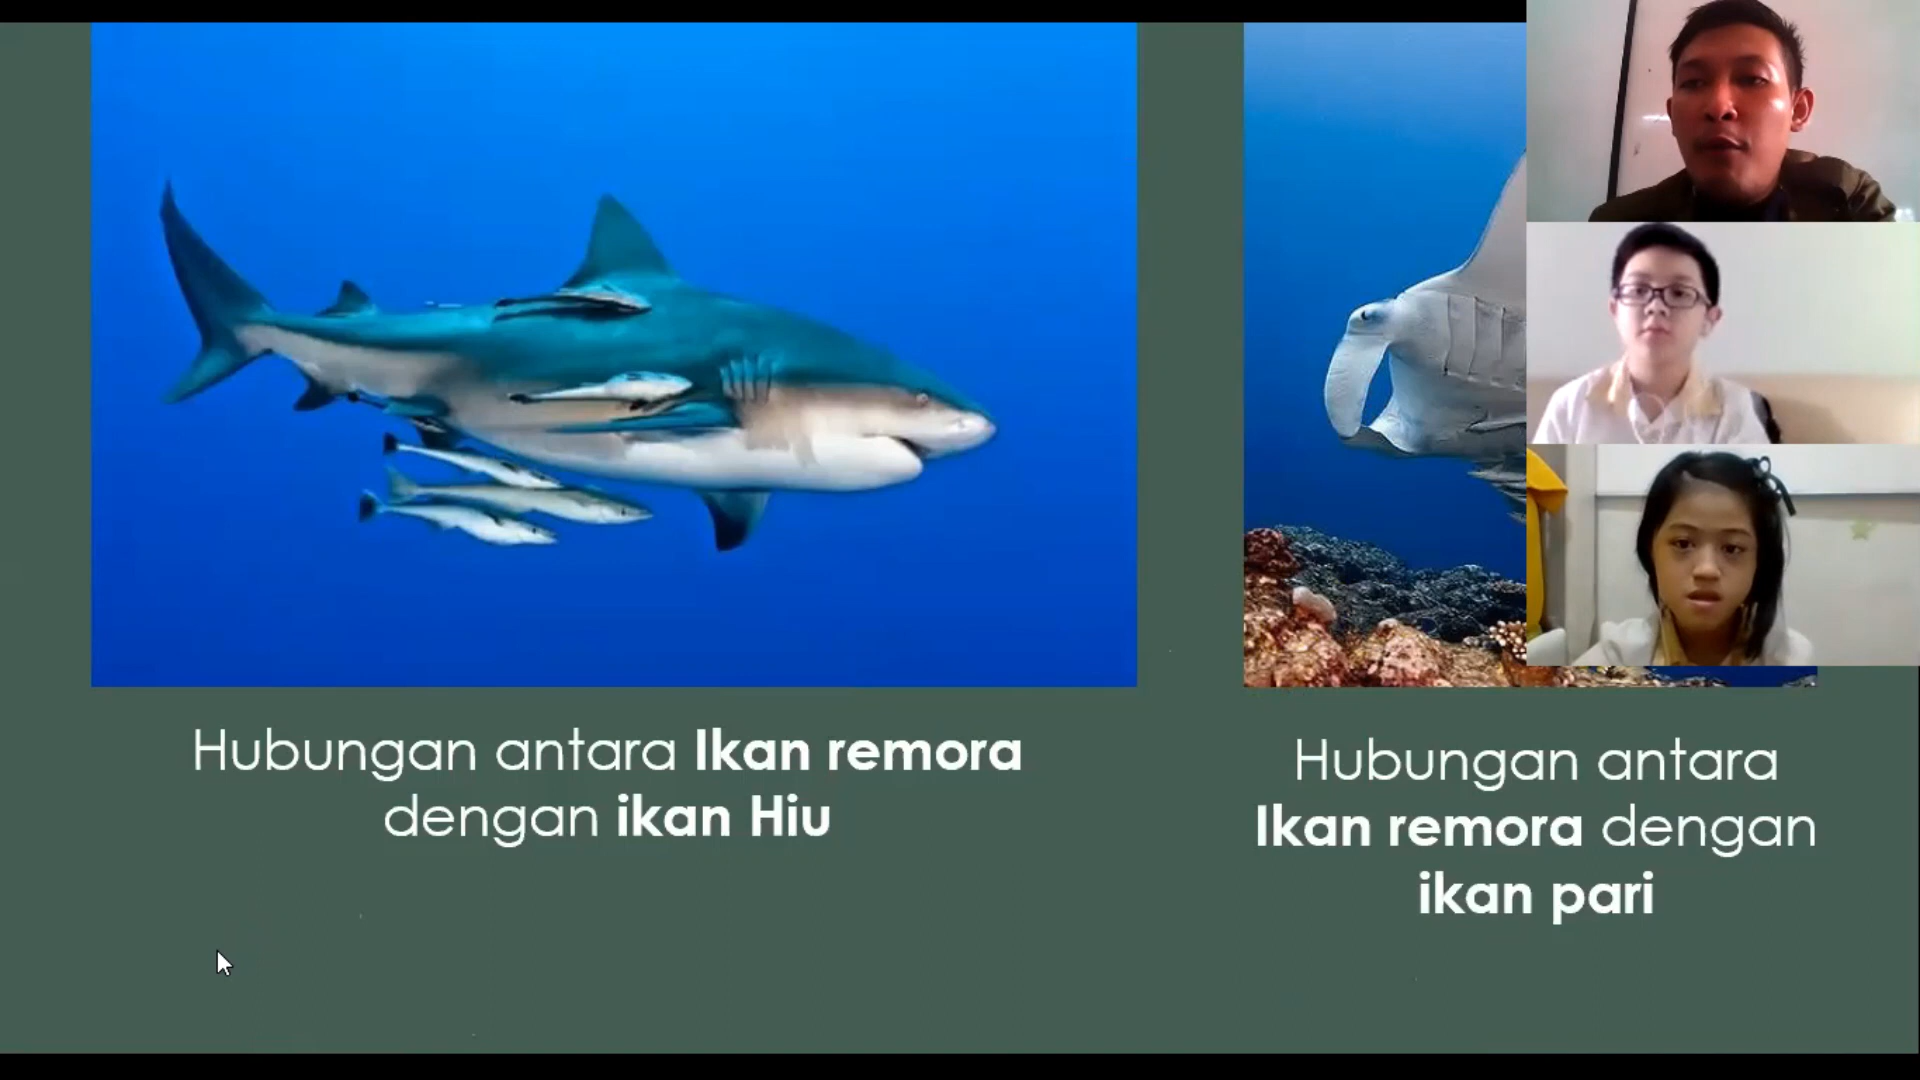 Hubungan antara Ikan remora
dengan ikan Hiu
Hubungan antara
Ikan remora dengan
ikan pari